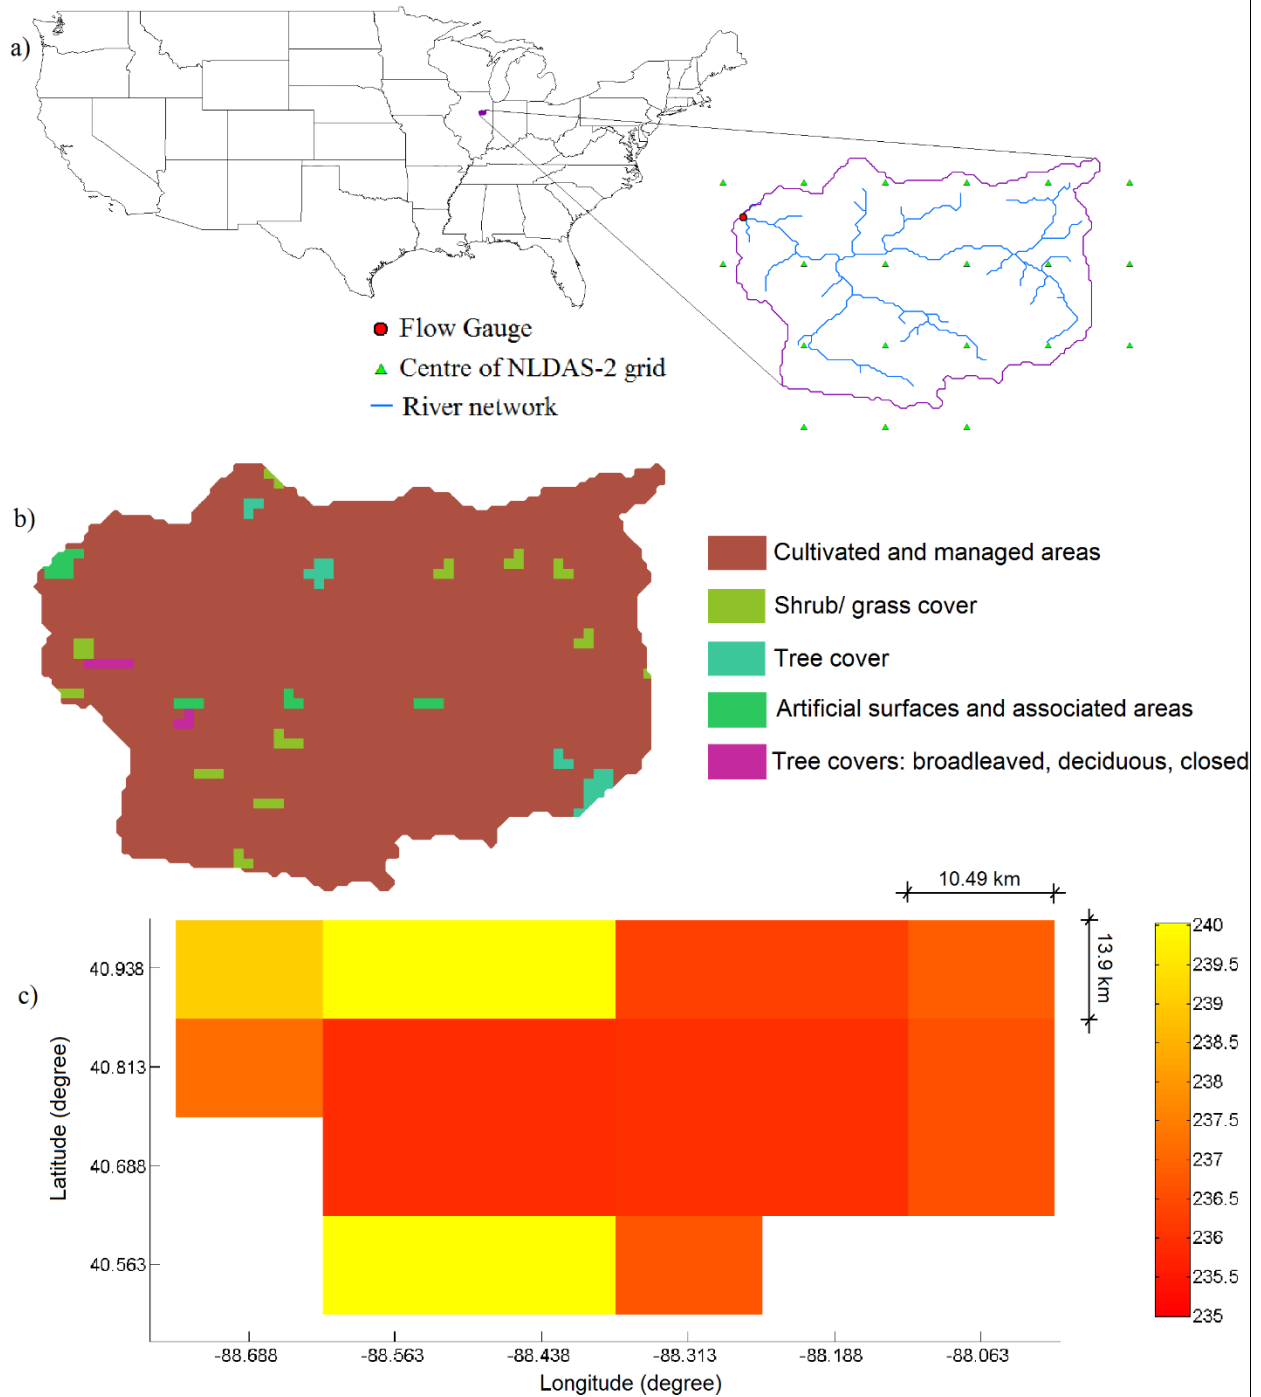 a)
Flow Gauge
Centre of NLDAS-2 grid
River network
b)
Cultivated and managed areas
Shrub/ grass cover
Tree cover
Artificial surfaces and associated areas
Tree covers: broadleaved, deciduous, closed
10.49 km
13.9 km
c)
Latitude (degree)
40.938
40.813
40.688
40.563
240
239.5
239
238.5
238
237.5
237
236.5
236
235.5
235
-88.688
-88.563
-88.438
-88.313
-88.188
-88.063
Longitude (degree)